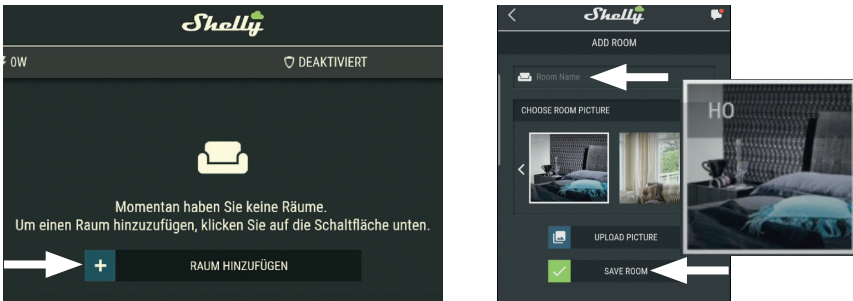 Shelly
0W
DEAKTIVIERT
Momentan haben Sie keine Räume.
Um einen Raum hinzuzufügen, klicken Sie auf die Schaltfläche unten.
+ RAUM HINZUFÜGEN
Shelly
ADD ROOM
Room Name
CHOOSE ROOM PICTURE
HO
UPLOAD PICTURE
SAVE ROOM